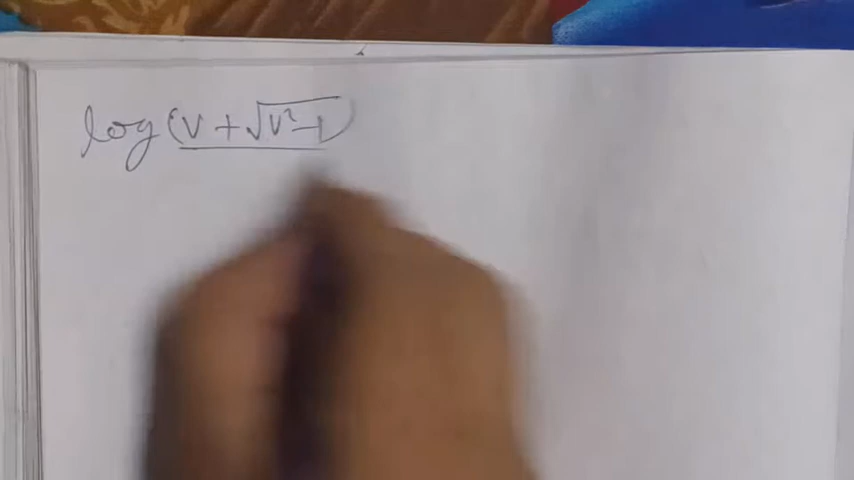 log(v + √v² - 1)